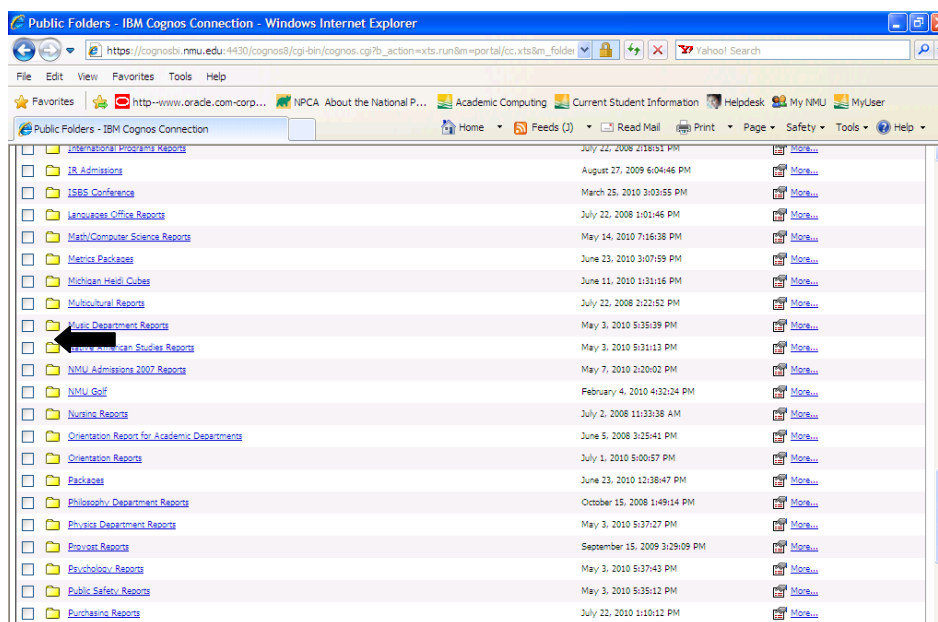 Public Folders - IBM Cognos Connection - Windows Internet Explorer
https://cognosbi.nmu.edu:4430/cognos8/cgi-bin/cognos.cgi?b_action=xts.run&m=portal/cc.xts&m_folder Yahoo! Search
File Edit View Favorites Tools Help
Favorites http--www.oracle.com-corp... NPCA About the National P... Academic Computing Current Student Information Helpdesk My NMU MyUser
Public Folders - IBM Cognos Connection Home Feeds (J) Read Mail Print Page Safety Tools Help
International Programs Reports July 22, 2008 2:18:51 PM More...
IR Admissions August 27, 2009 6:04:46 PM More...
ISBS Conference March 25, 2010 3:03:55 PM More...
Languages Office Reports July 22, 2008 1:01:46 PM More...
Math/Computer Science Reports May 14, 2010 7:16:38 PM More...
Metrics Packages June 23, 2010 3:07:59 PM More...
Michigan Heidi Cubes June 11, 2010 1:31:16 PM More...
Multicultural Reports July 22, 2008 2:22:52 PM More...
Music Department Reports May 3, 2010 5:35:39 PM More...
Native American Studies Reports May 3, 2010 5:31:13 PM More...
NMU Admissions 2007 Reports May 7, 2010 2:20:02 PM More...
NMU Golf February 4, 2010 4:32:24 PM More...
Nursing Reports July 2, 2008 11:33:38 AM More...
Orientation Report for Academic Departments June 5, 2008 3:25:41 PM More...
Orientation Reports July 1, 2010 5:00:57 PM More...
Packages June 23, 2010 12:38:47 PM More...
Philosophy Department Reports October 15, 2008 1:49:14 PM More...
Physics Department Reports May 3, 2010 5:37:27 PM More...
Provost Reports September 15, 2009 3:29:09 PM More...
Psychology Reports May 3, 2010 5:37:43 PM More...
Public Safety Reports May 3, 2010 5:35:12 PM More...
Purchasing Reports July 22, 2010 1:10:12 PM More...